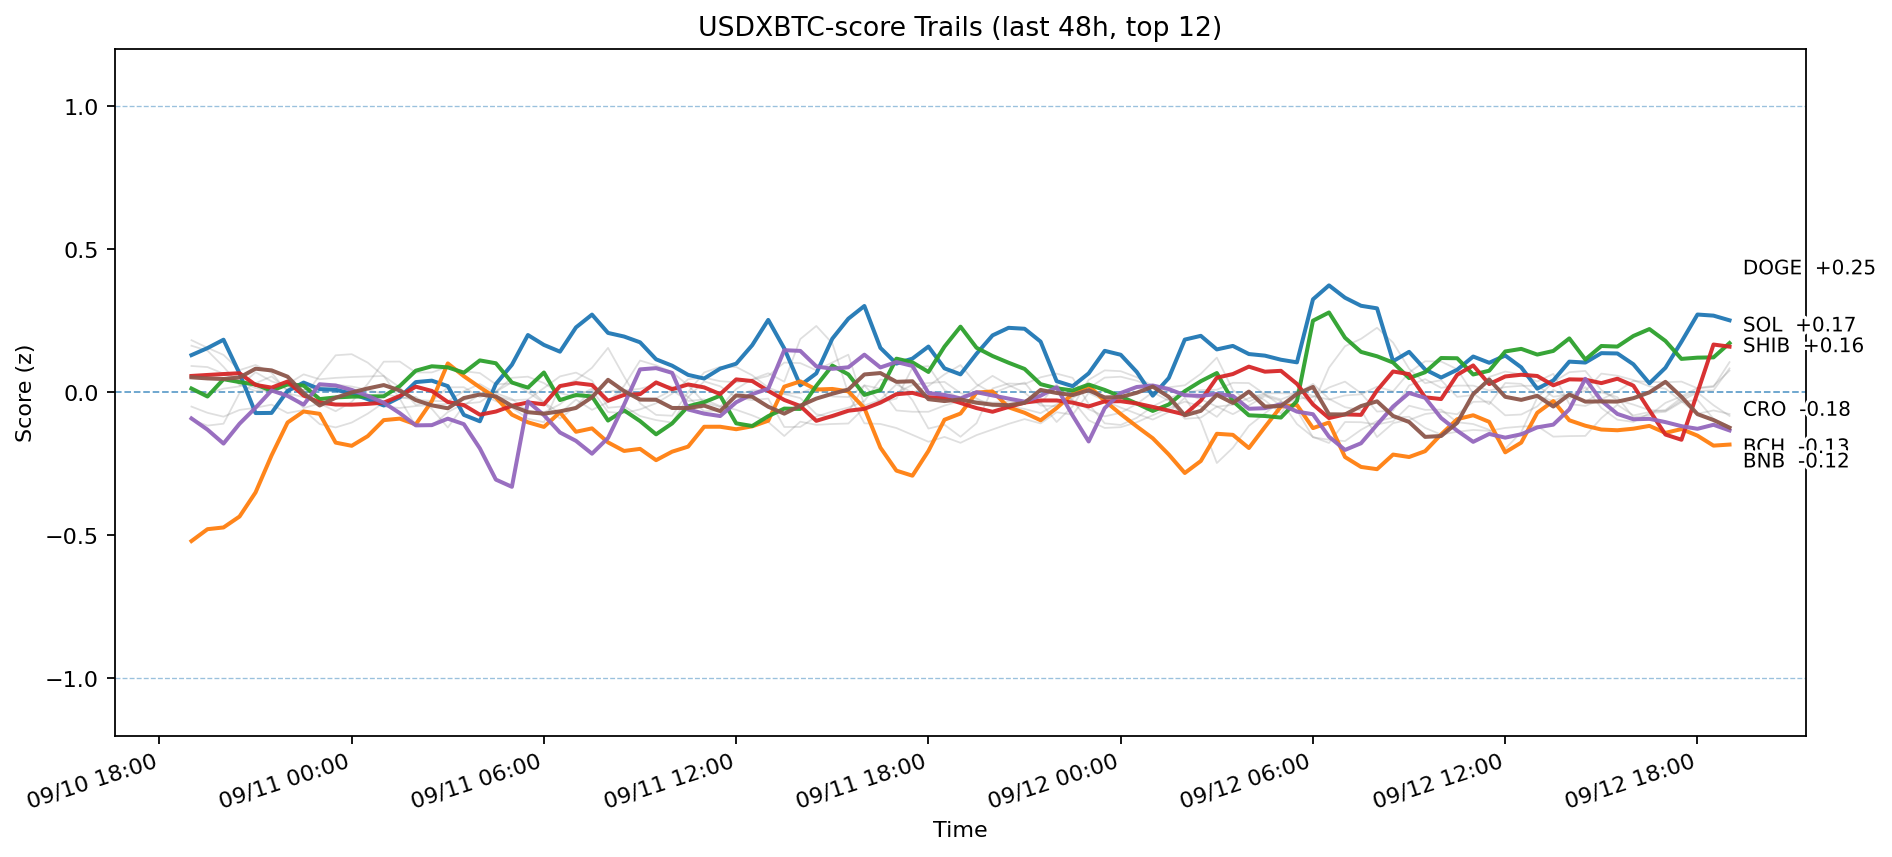 USDXBTC-score Trails (last 48h, top 12)
Score (z)
1.0
0.5
0.0
−0.5
−1.0
DOGE +0.25
SOL +0.17
SHIB +0.16
CRO -0.18
BCH -0.13
BNB -0.12
09/10 18:00
09/11 00:00
09/11 06:00
09/11 12:00
09/11 18:00
09/12 00:00
09/12 06:00
09/12 12:00
09/12 18:00
Time